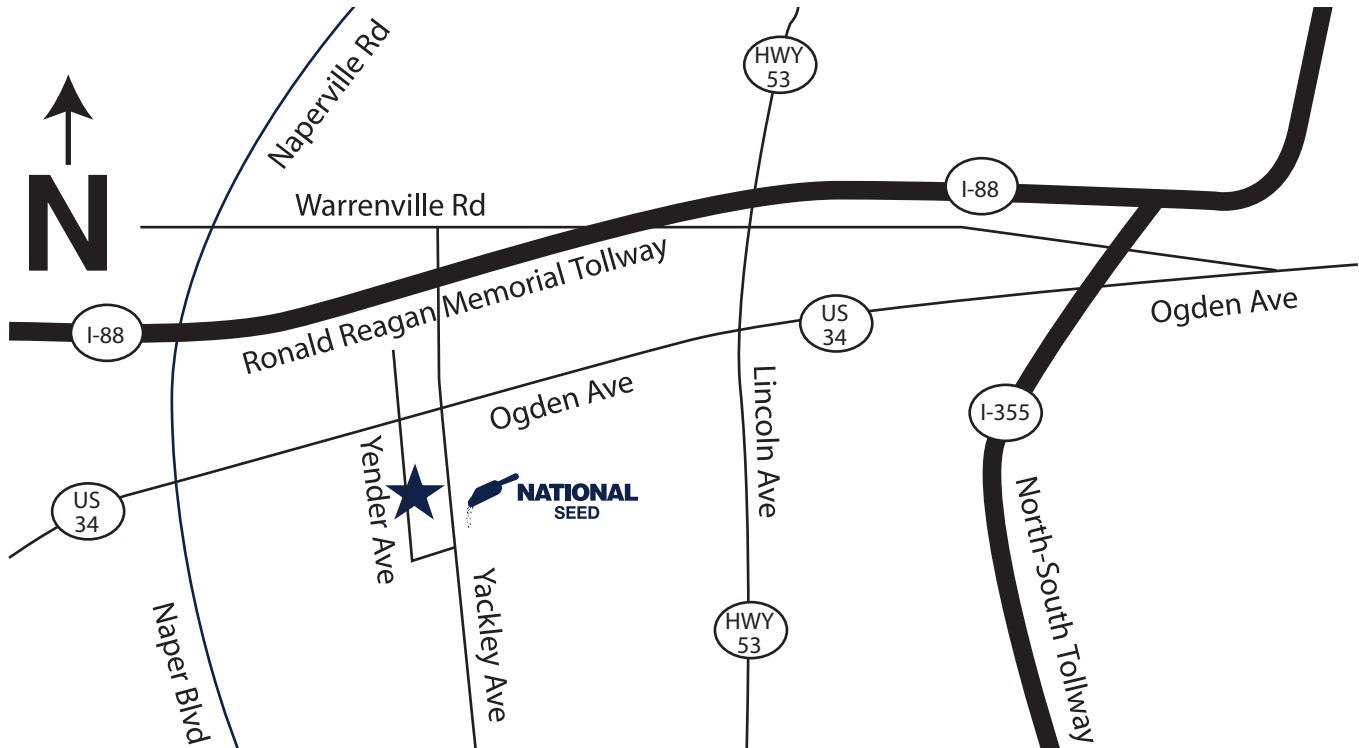 Naperville Rd
HWY
53
N
I-88
Warrenville Rd
Ronald Reagan Memorial Tollway
I-88
Ogden Ave
US
34
I-355
Lincoln Ave
Ogden Ave
Yender Ave
NATIONAL
SEED
US
34
North-South Tollway
Yackley Ave
Naper Blvd
HWY
53